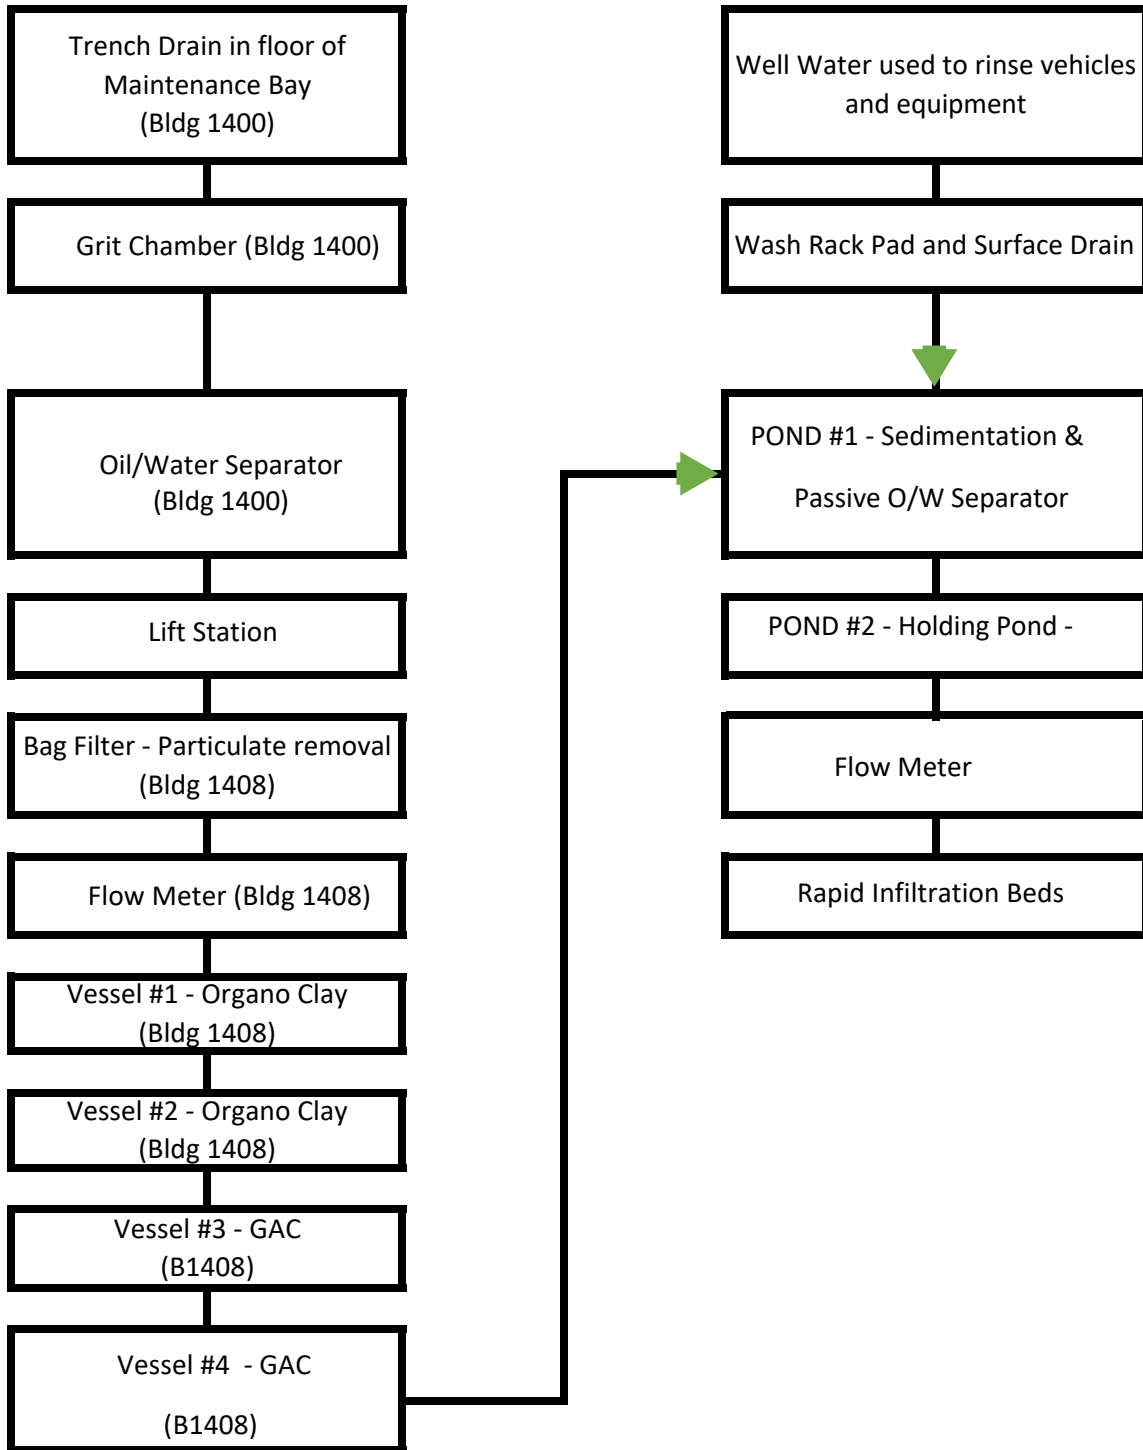 Trench Drain in floor of
Maintenance Bay
(Bldg 1400)
Grit Chamber (Bldg 1400)
Oil/Water Separator
(Bldg 1400)
Lift Station
Bag Filter - Particulate removal
(Bldg 1408)
Flow Meter (Bldg 1408)
Vessel #1 - Organo Clay
(Bldg 1408)
Vessel #2 - Organo Clay
(Bldg 1408)
Vessel #3 - GAC
(B1408)
Vessel #4 - GAC
(B1408)
Well Water used to rinse vehicles
and equipment
Wash Rack Pad and Surface Drain
POND #1 - Sedimentation &
Passive O/W Separator
POND #2 - Holding Pond -
Flow Meter
Rapid Infiltration Beds